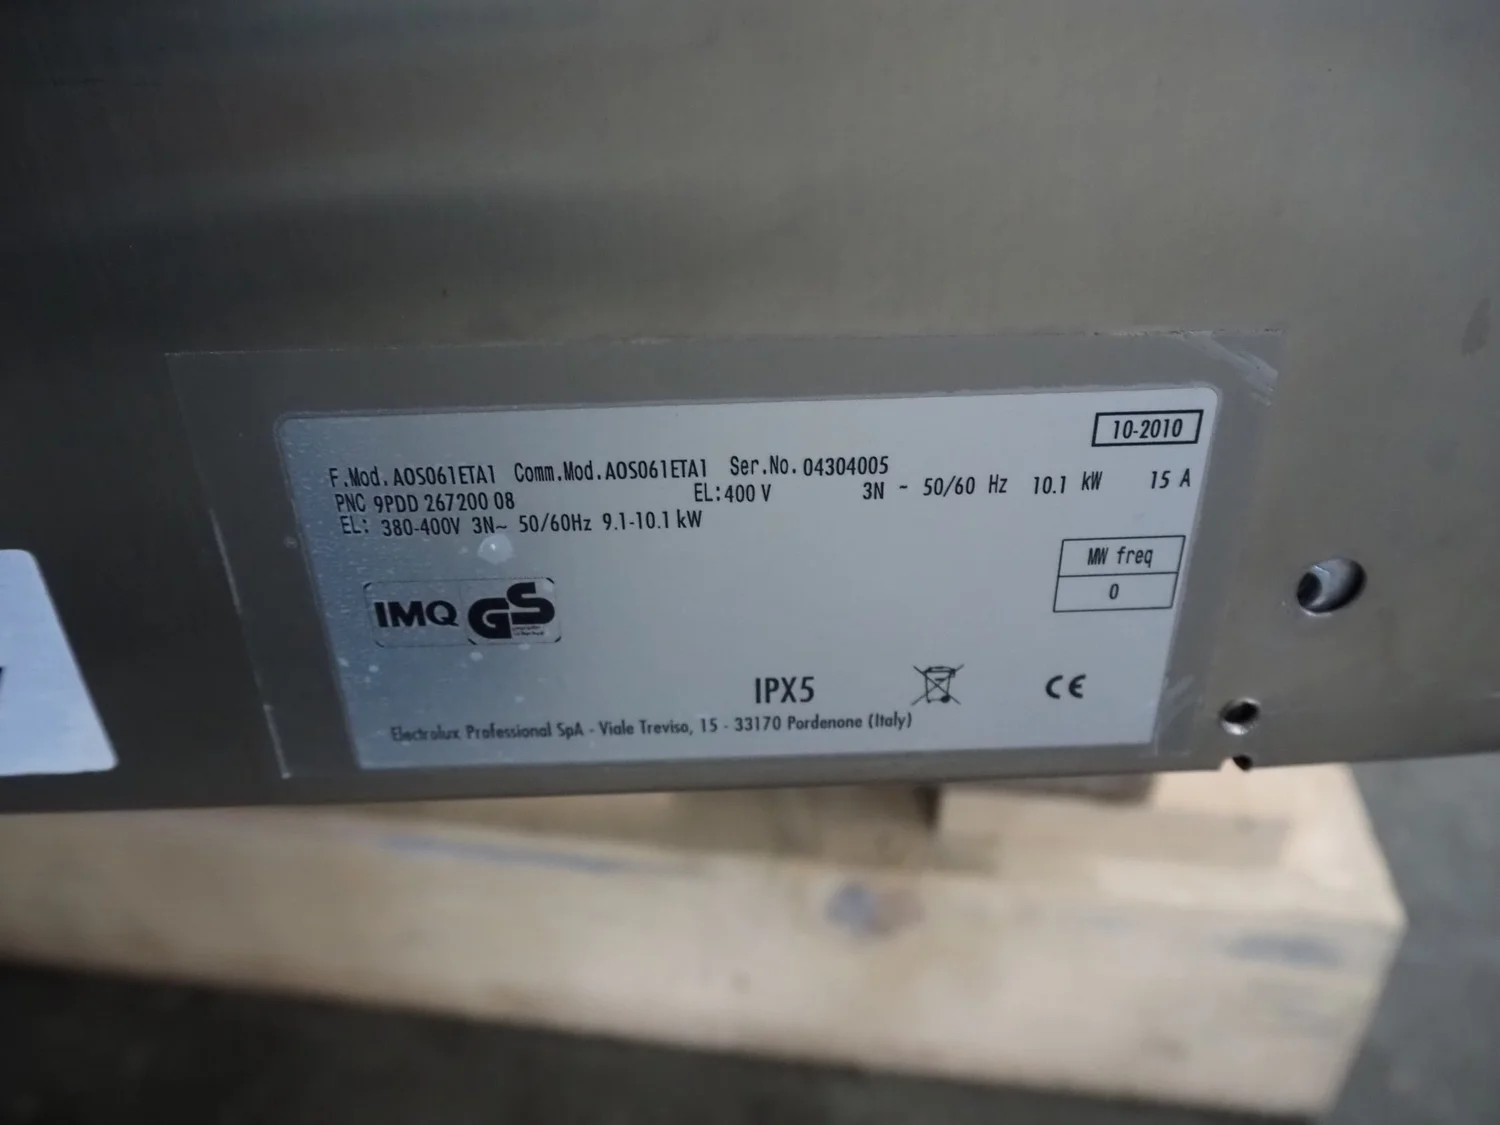 10-2010
F.Mod. AOS061ETA1 Comm.Mod. AOS061ETA1 Ser.No. 04304005
PNC 9PDD 267200 08 EL: 400 V 3N ~ 50/60 Hz 10.1 kW 15 A
EL: 380-400V 3N~ 50/60Hz 9.1-10.1 kW
MW freq
0
IMQ GS
IPX5 CE
Electrolux Professional SpA - Viale Treviso, 15 - 33170 Pordenone (Italy)